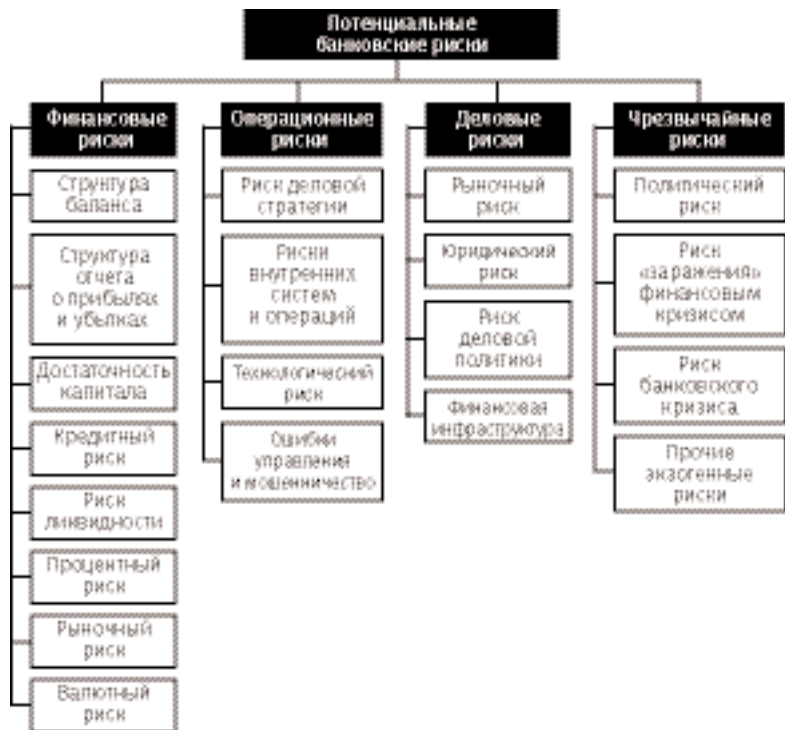 Потенциальные
банковские риски
Финансовые
риски
Структура
баланса
Структура
отчета
о прибылях
и убытках
Достаточность
капитала
Кредитный
риск
Риск
ликвидности
Процентный
риск
Рыночный
риск
Валютный
риск
Операционные
риски
Риск деловой
стратегии
Риски
внутренних
систем
и операций
Технологический
риск
Ошибки
управления
и мошенничество
Деловые
риски
Рыночный
риск
Юридический
риск
Риск
деловой
политики
Финансовая
инфраструктура
Чрезвычайные
риски
Политический
риск
Риск
«заражения»
финансовым
кризисом
Риск
банковского
кризиса
Прочие
экзогенные
риски